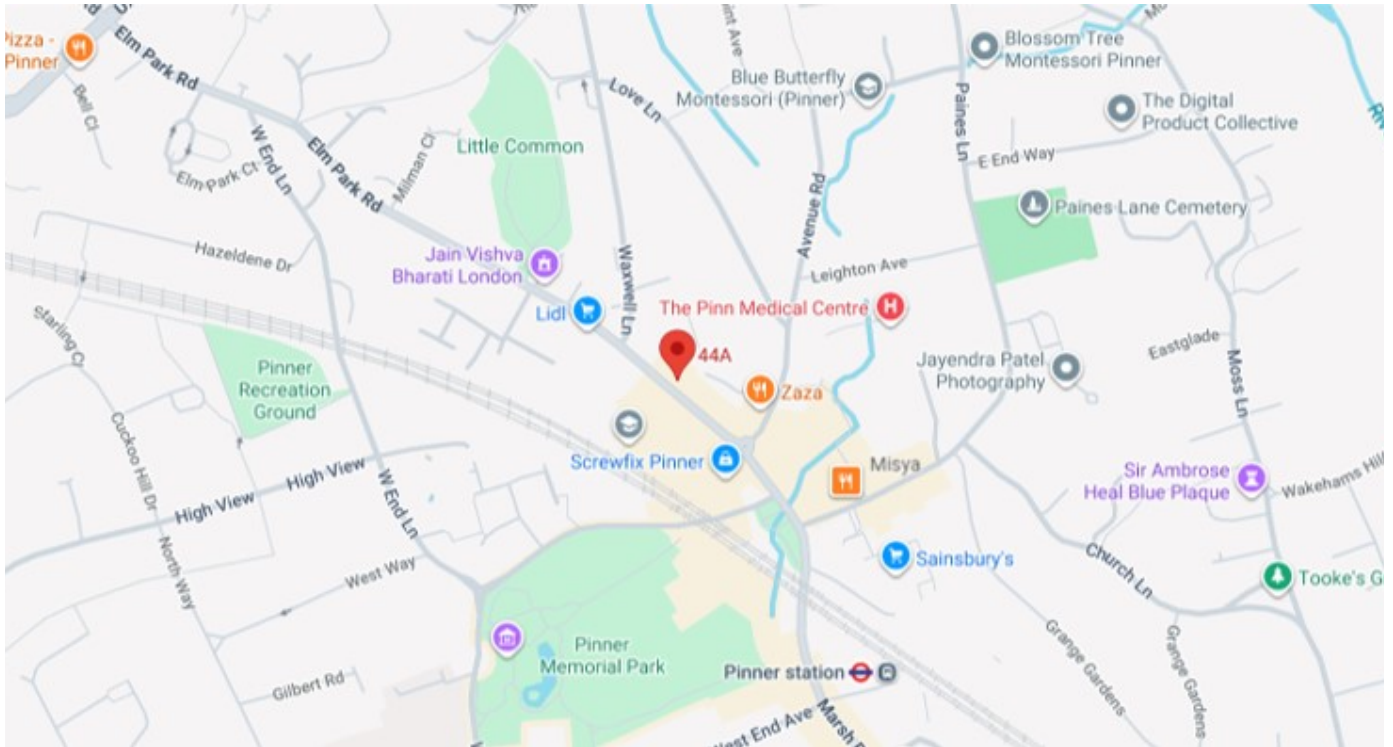 Pizza -
Pinner
Elm Park Rd
Bell Cl
W End Ln
Elm Park Ct
Elm Park Rd
Milman Cl
Little Common
Love Ln
Blue Butterfly
Montessori (Pinner)
Paines Ln
Blossom Tree
Montessori Pinner
The Digital
Product Collective
E End Way
Paines Lane Cemetery
Avenue Rd
Leighton Ave
Hazeldene Dr
Jain Vishva
Bharati London
Waxwell Ln
Lidl
The Pinn Medical Centre
44A
Starling Cl
Pinner
Recreation
Ground
Zaza
Jayendra Patel
Photography
Eastglade
Moss Ln
Cuckoo Hill Dr
Screwfix Pinner
Misya
Sir Ambrose
Heal Blue Plaque
Wakehams Hill
High View
High View
W End Ln
North Way
West Way
Sainsbury's
Church Ln
Tooke's G
Pinner
Memorial Park
Gilbert Rd
Pinner station
Grange Gardens
Grange Gardens
West End Ave